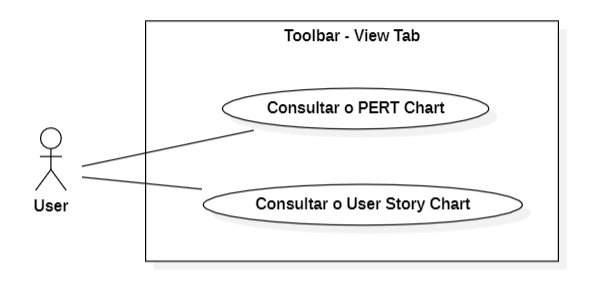 Toolbar - View Tab
Consultar o PERT Chart
User
Consultar o User Story Chart